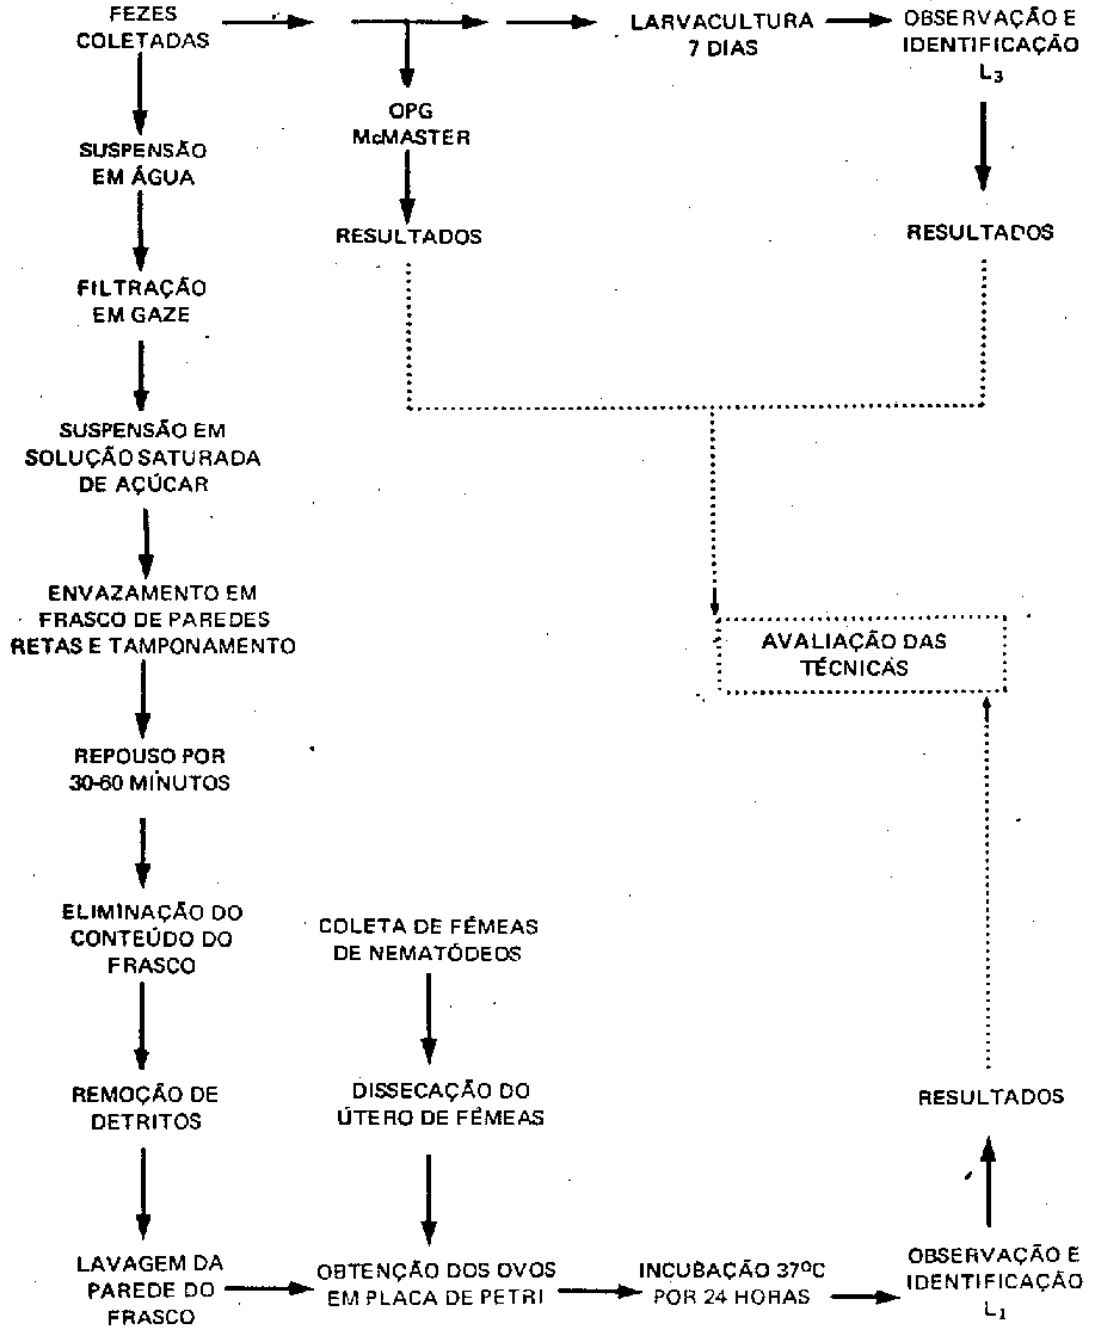 FEZES
COLETADAS
LARVACULTURA
7 DIAS
OBSERVAÇÃO E
IDENTIFICAÇÃO
L₃
OPG
McMASTER
RESULTADOS
RESULTADOS
SUSPENSÃO
EM ÁGUA
FILTRAÇÃO
EM GAZE
SUSPENSÃO EM
SOLUÇÃO SATURADA
DE AÇÚCAR
ENVAZAMENTO EM
FRASCO DE PAREDES
RETAS E TAMPONAMENTO
AVALIAÇÃO DAS
TÉCNICAS
REPOUSO POR
30-60 MINUTOS
ELIMINAÇÃO DO
CONTEÚDO DO
FRASCO
COLETA DE FÊMEAS
DE NEMATÓDEOS
REMOÇÃO DE
DETRITOS
DISSECAÇÃO DO
ÚTERO DE FÊMEAS
RESULTADOS
LAVAGEM DA
PAREDE DO
FRASCO
OBTENÇÃO DOS OVOS
EM PLACA DE PETRI
INCUBAÇÃO 37ºC
POR 24 HORAS
OBSERVAÇÃO E
IDENTIFICAÇÃO
L₁